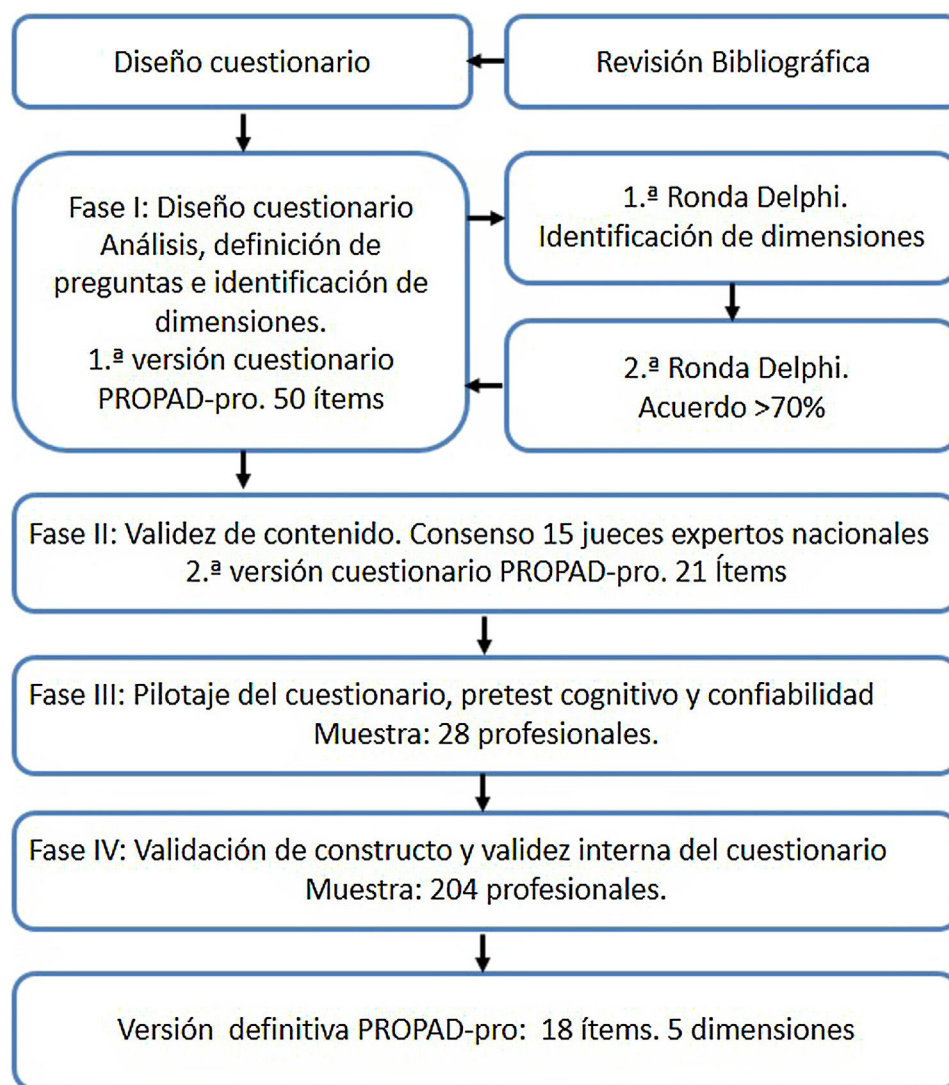 Diseño cuestionario
Revisión Bibliográfica
Fase I: Diseño cuestionario
Análisis, definición de
preguntas e identificación de
dimensiones.
1.ª versión cuestionario
PROPAD-pro. 50 ítems
1.ª Ronda Delphi.
Identificación de dimensiones
2.ª Ronda Delphi.
Acuerdo >70%
Fase II: Validez de contenido. Consenso 15 jueces expertos nacionales
2.ª versión cuestionario PROPAD-pro. 21 Ítems
Fase III: Pilotaje del cuestionario, pretest cognitivo y confiabilidad
Muestra: 28 profesionales.
Fase IV: Validación de constructo y validez interna del cuestionario
Muestra: 204 profesionales.
Versión definitiva PROPAD-pro: 18 ítems. 5 dimensiones